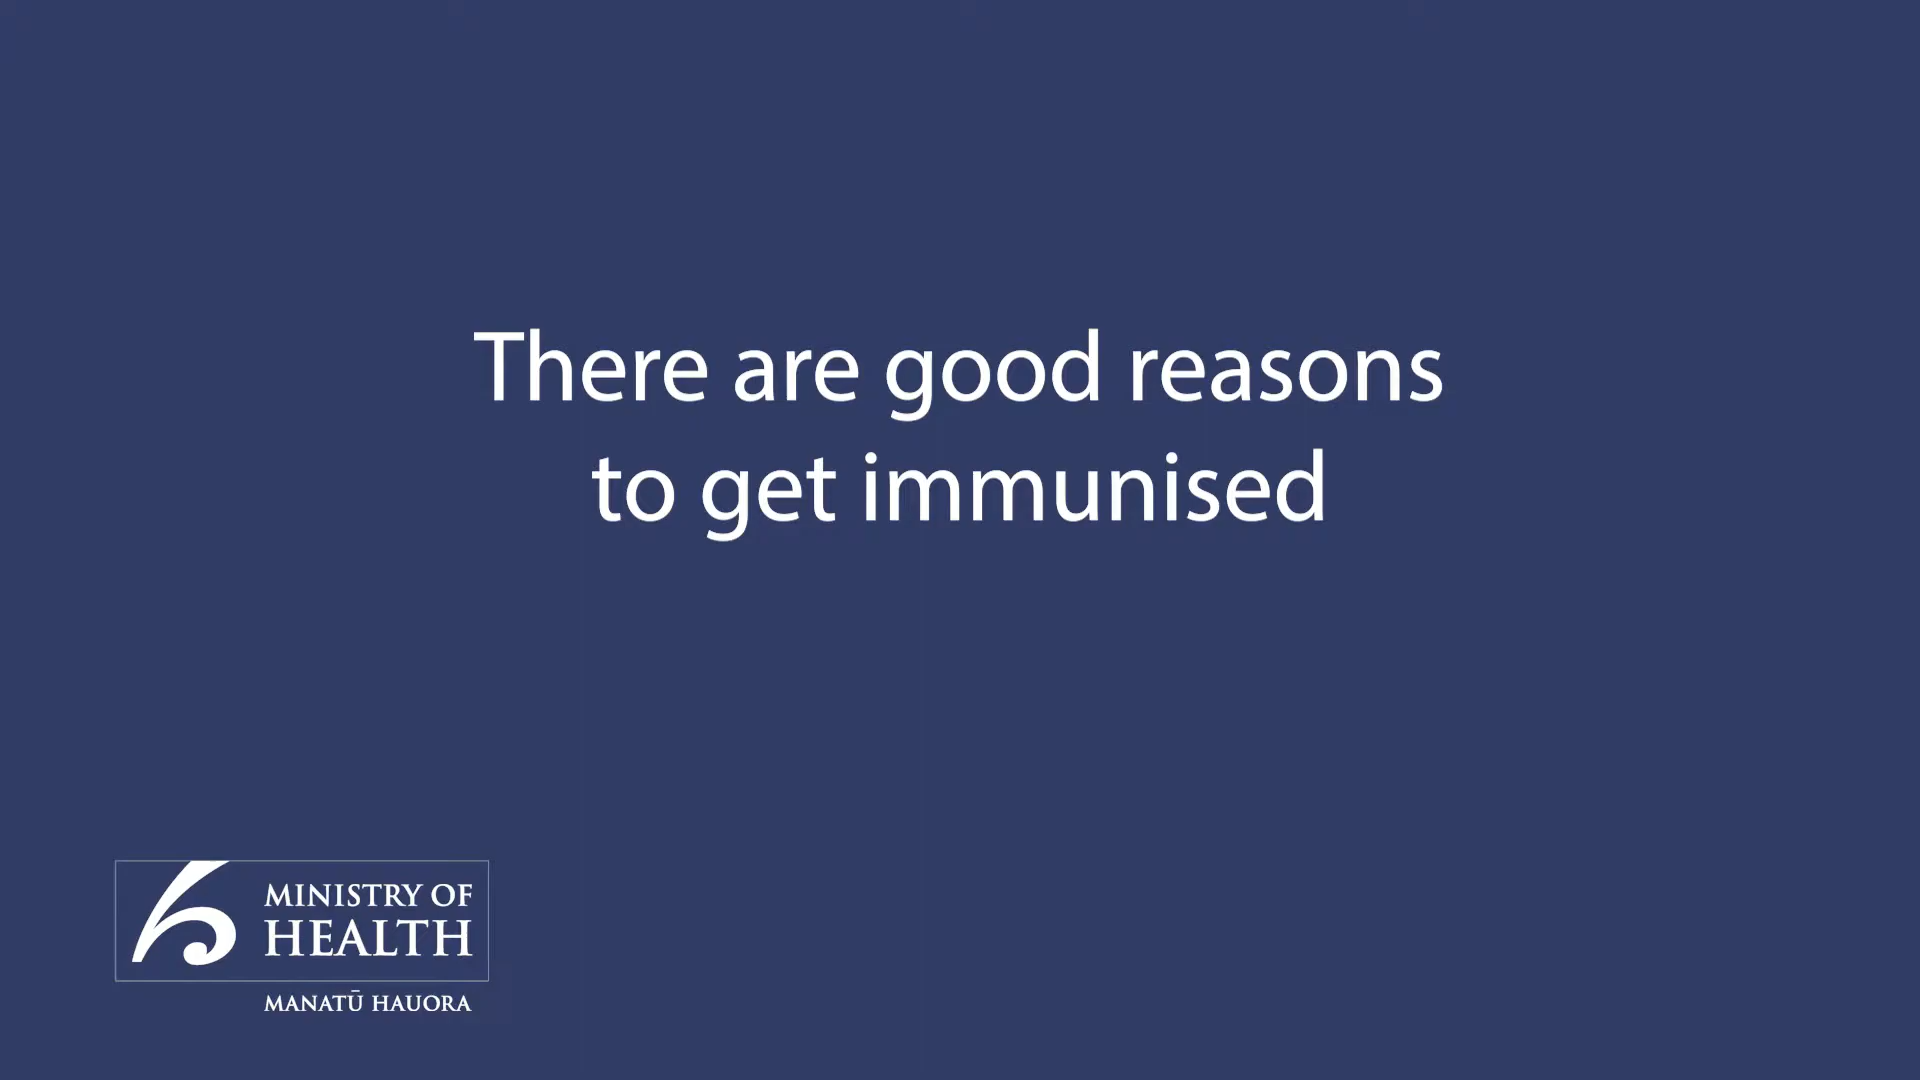 There are good reasons
to get immunised
MINISTRY OF
HEALTH
MANATŪ HAUORA